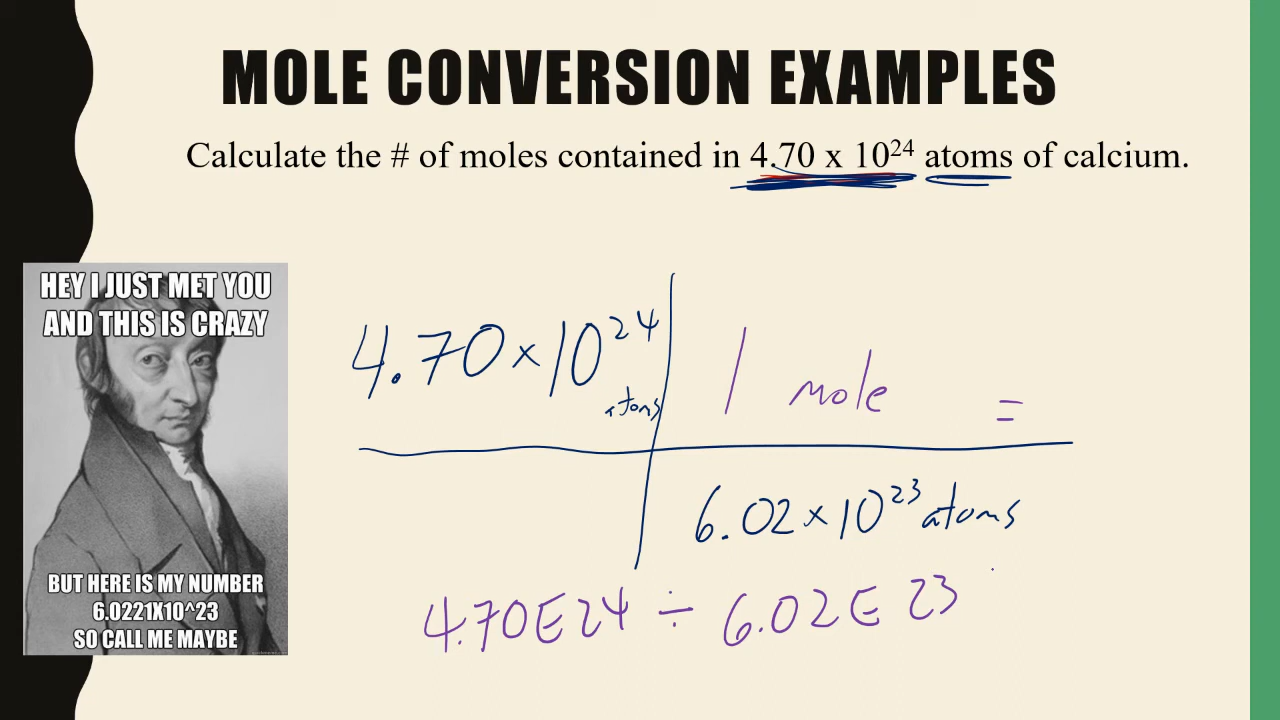 MOLE CONVERSION EXAMPLES
Calculate the # of moles contained in 4.70 x 10²⁴ atoms of calcium.
HEY I JUST MET YOU
AND THIS IS CRAZY
BUT HERE IS MY NUMBER
6.0221X10^23
SO CALL ME MAYBE
4.70 × 10²⁴ atoms
1 mole =
6.02 × 10²³ atoms
4.70E24 ÷ 6.02E 23